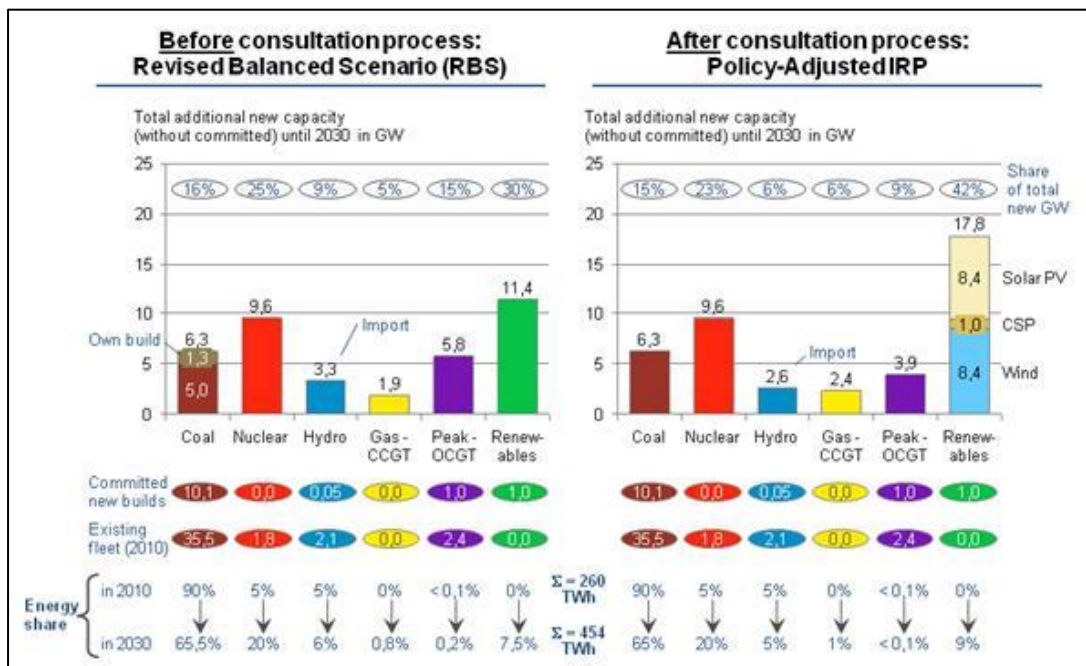 Before consultation process:
Revised Balanced Scenario (RBS)
Total additional new capacity
(without committed) until 2030 in GW
25
20
15
10
5
0
16% 25% 9% 5% 15% 30%
Own build
6,3
1,3
5,0
9,6
Import
3,3
1,9
5,8
11,4
Coal Nuclear Hydro Gas - CCGT Peak - OCGT Renew-ables
Committed new builds
10,1 0,0 0,05 0,0 1,0 1,0
Existing fleet (2010)
35,5 1,8 2,1 0,0 2,4 0,0
Energy share
in 2010 90% 5% 5% 0% <0,1% 0%
in 2030 65,5% 20% 6% 0,8% 0,2% 7,5%
Σ = 260 TWh
Σ = 454 TWh
After consultation process:
Policy-Adjusted IRP
Total additional new capacity
(without committed) until 2030 in GW
25
20
15
10
5
0
15% 23% 6% 6% 9% 42%
Share of total new GW
6,3
9,6
Import
2,6
2,4
3,9
17,8
8,4 Solar PV
1,0 CSP
8,4 Wind
Coal Nuclear Hydro Gas - CCGT Peak - OCGT Renew-ables
10,1 0,0 0,05 0,0 1,0 1,0
35,5 1,8 2,1 0,0 2,4 0,0
90% 5% 5% 0% <0,1% 0%
65% 20% 5% 1% <0,1% 9%